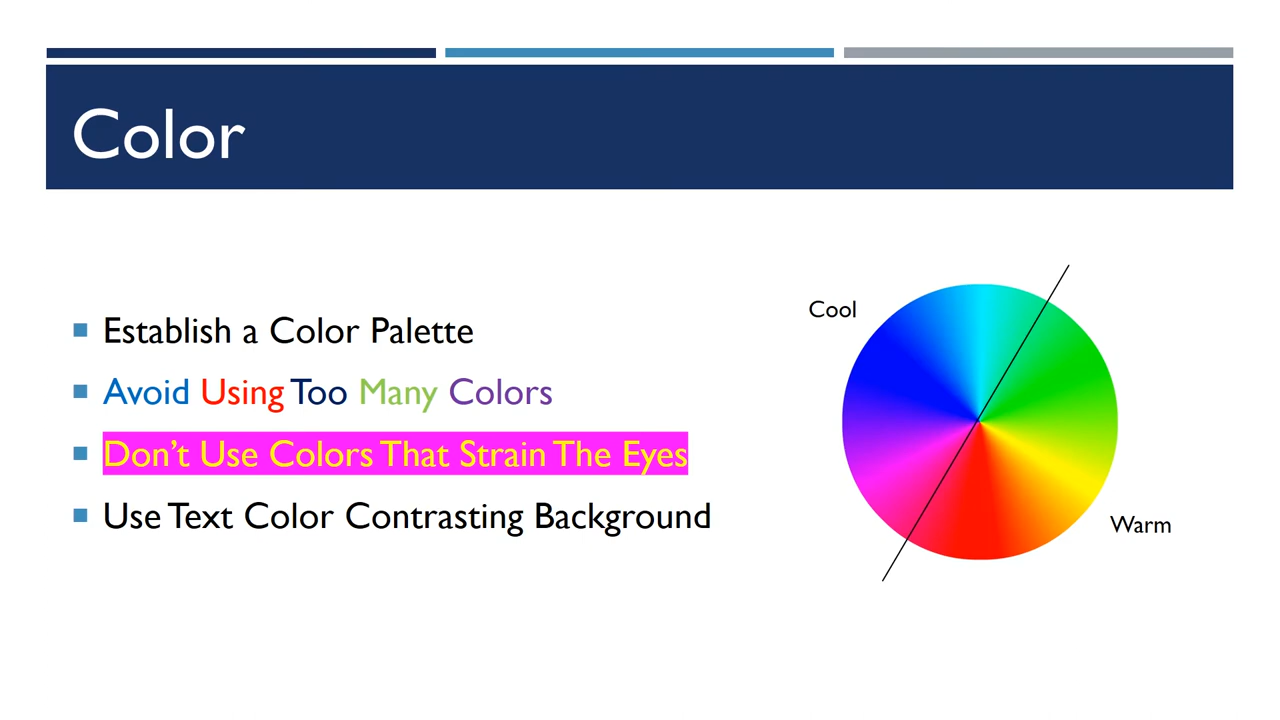 Color
Establish a Color Palette
Avoid Using Too Many Colors
Don’t Use Colors That Strain The Eyes
Use Text Color Contrasting Background
Cool
Warm